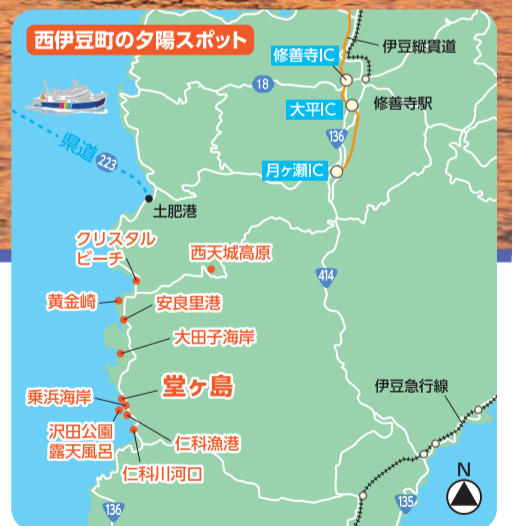 西伊豆町の夕陽スポット
伊豆縦貫道
修善寺IC
18
大平IC
修善寺駅
136
県道 223
月ヶ瀬IC
土肥港
クリスタル
ビーチ
西天城高原
黄金崎
安良里港
414
大田子海岸
堂ヶ島
乗浜海岸
伊豆急行線
沢田公園
露天風呂
仁科漁港
仁科川河口
N
136
135